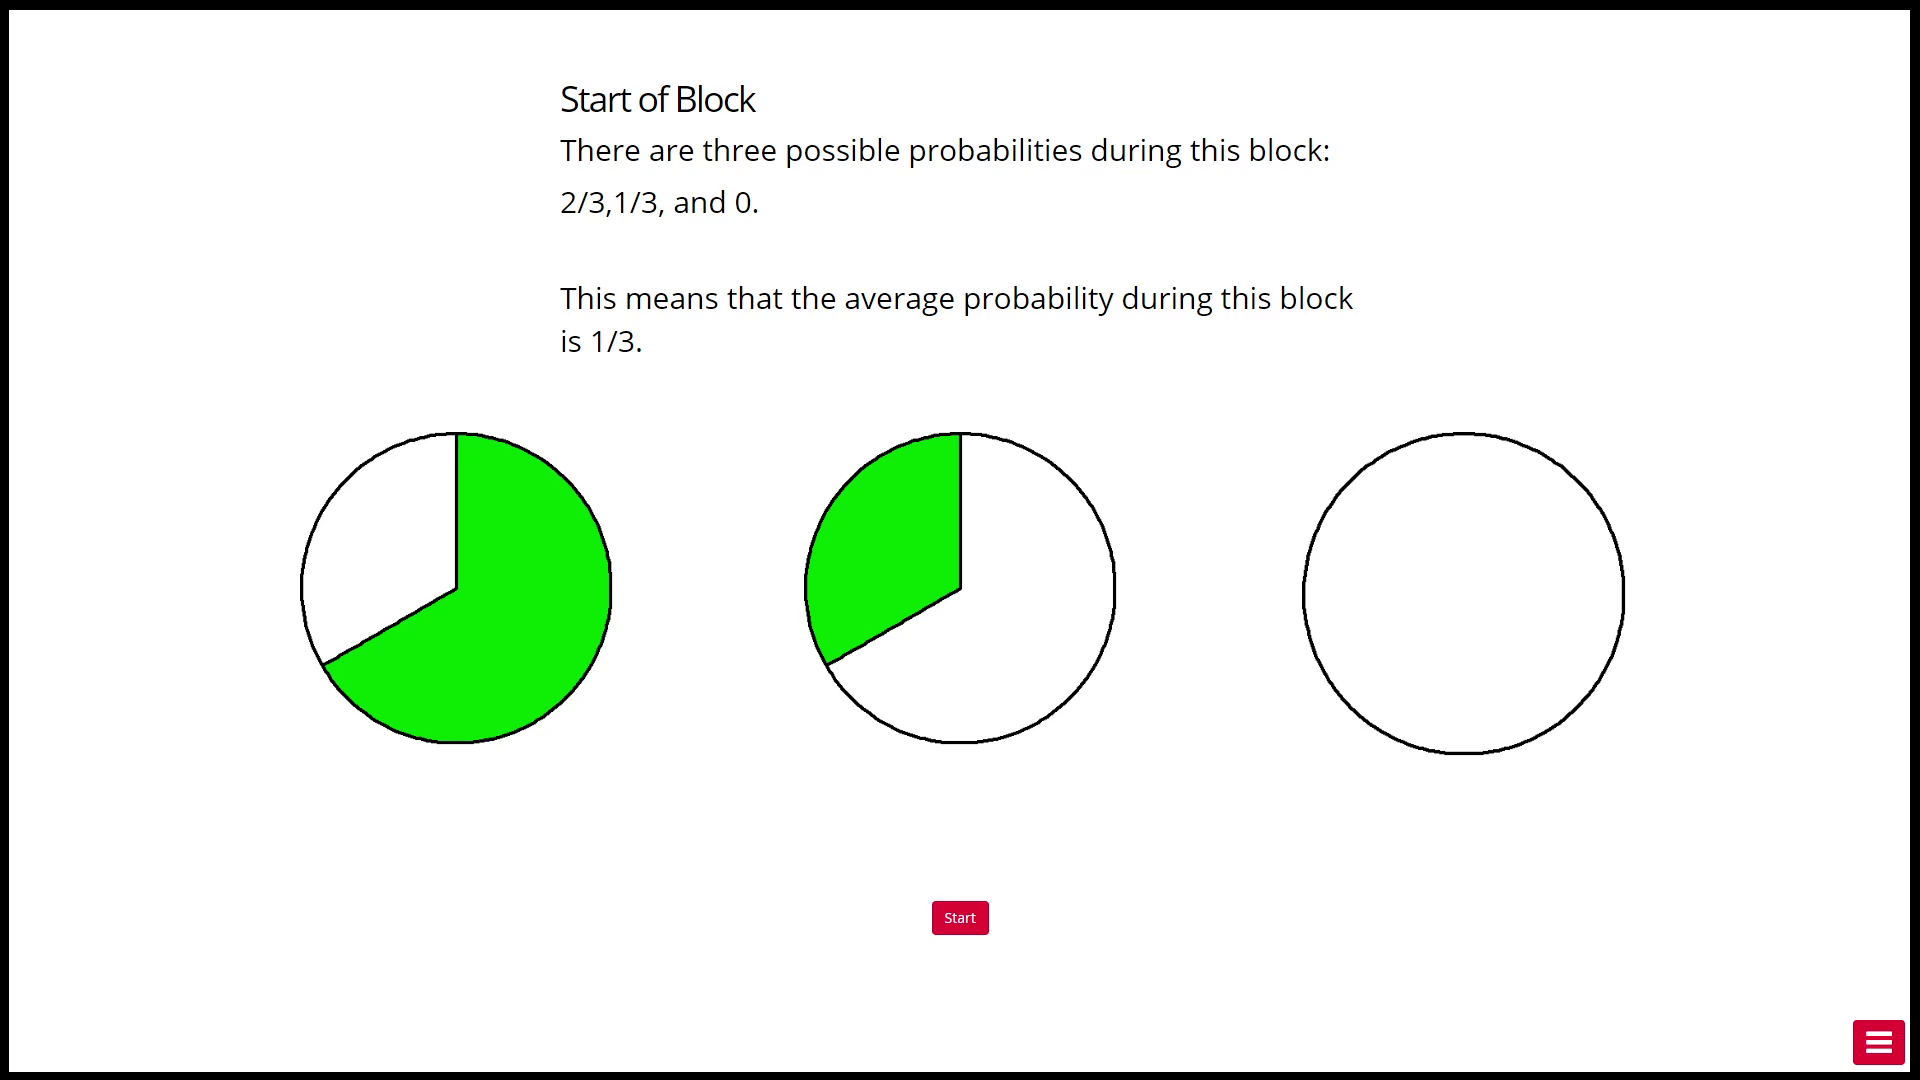 Start of Block
There are three possible probabilities during this block:
2/3,1/3, and 0.
This means that the average probability during this block
is 1/3.
Start